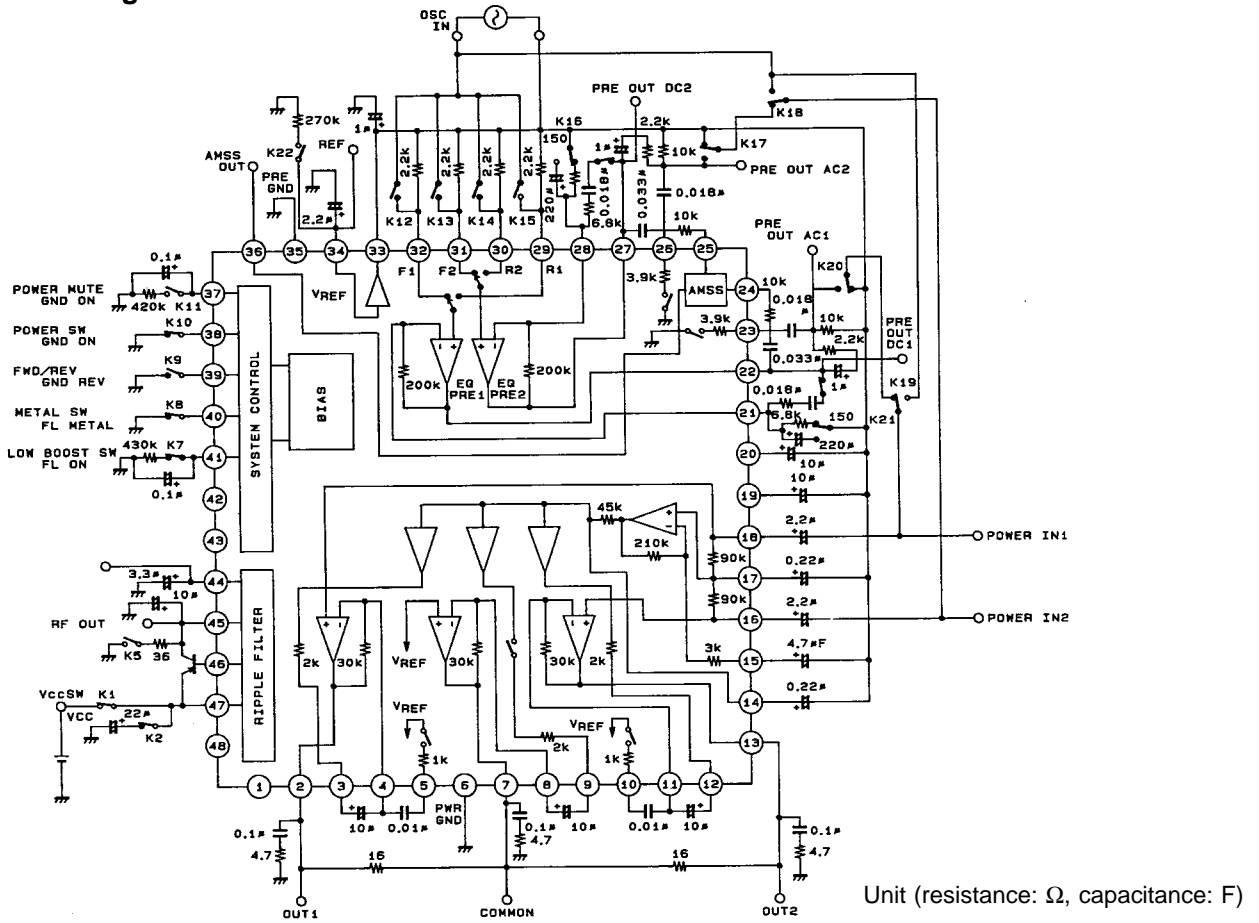 OSC
IN
PRE OUT DC2
K18
270k
K22
REF
AMSS
OUT
PRE
GND
2.2µ
1µ
2.2k
2.2k
2.2k
2.2k
K12
K13
K14
K15
K16
150
220µ
0.018µ
6.8k
1µ
0.033µ
2.2k
10k
0.018µ
10k
K17
PRE OUT AC2
36
35
34
33
32
31
30
29
28
27
26
25
F1
F2
R2
R1
VREF
3.9k
AMSS
PRE
OUT AC1
K20
0.1µ
POWER MUTE
GND ON
420k
K11
37
POWER SW
GND ON
K10
38
FWD/REV
GND REV
K9
39
METAL SW
FL METAL
K8
40
LOW BOOST SW
FL ON
430k
K7
0.1µ
41
42
43
SYSTEM CONTROL
BIAS
200k
EQ
PRE1
EQ
PRE2
200k
24
10k
0.018µ
3.9k
23
10k
2.2k
PRE
OUT
DC1
0.033µ
22
1µ
0.018µ
K19
21
6.8k
150
K21
220µ
20
10µ
10µ
19
2.2µ
18
POWER IN1
90k
0.22µ
17
90k
2.2µ
16
POWER IN2
3k
4.7µF
15
0.22µ
14
13
45k
210k
3.3µ
44
10µ
RF OUT
45
K5
36
46
VCCSW
K1
VCC
22µ
K2
47
48
RIPPLE FILTER
2k
30k
VREF
30k
30k
2k
VREF
1k
2k
VREF
1k
1
2
3
4
5
6
7
8
9
10
11
12
PWR
GND
10µ
0.01µ
10µ
0.01µ
10µ
0.1µ
4.7
0.1µ
4.7
0.1µ
4.7
16
16
OUT1
COMMON
OUT2
Unit (resistance: Ω, capacitance: F)